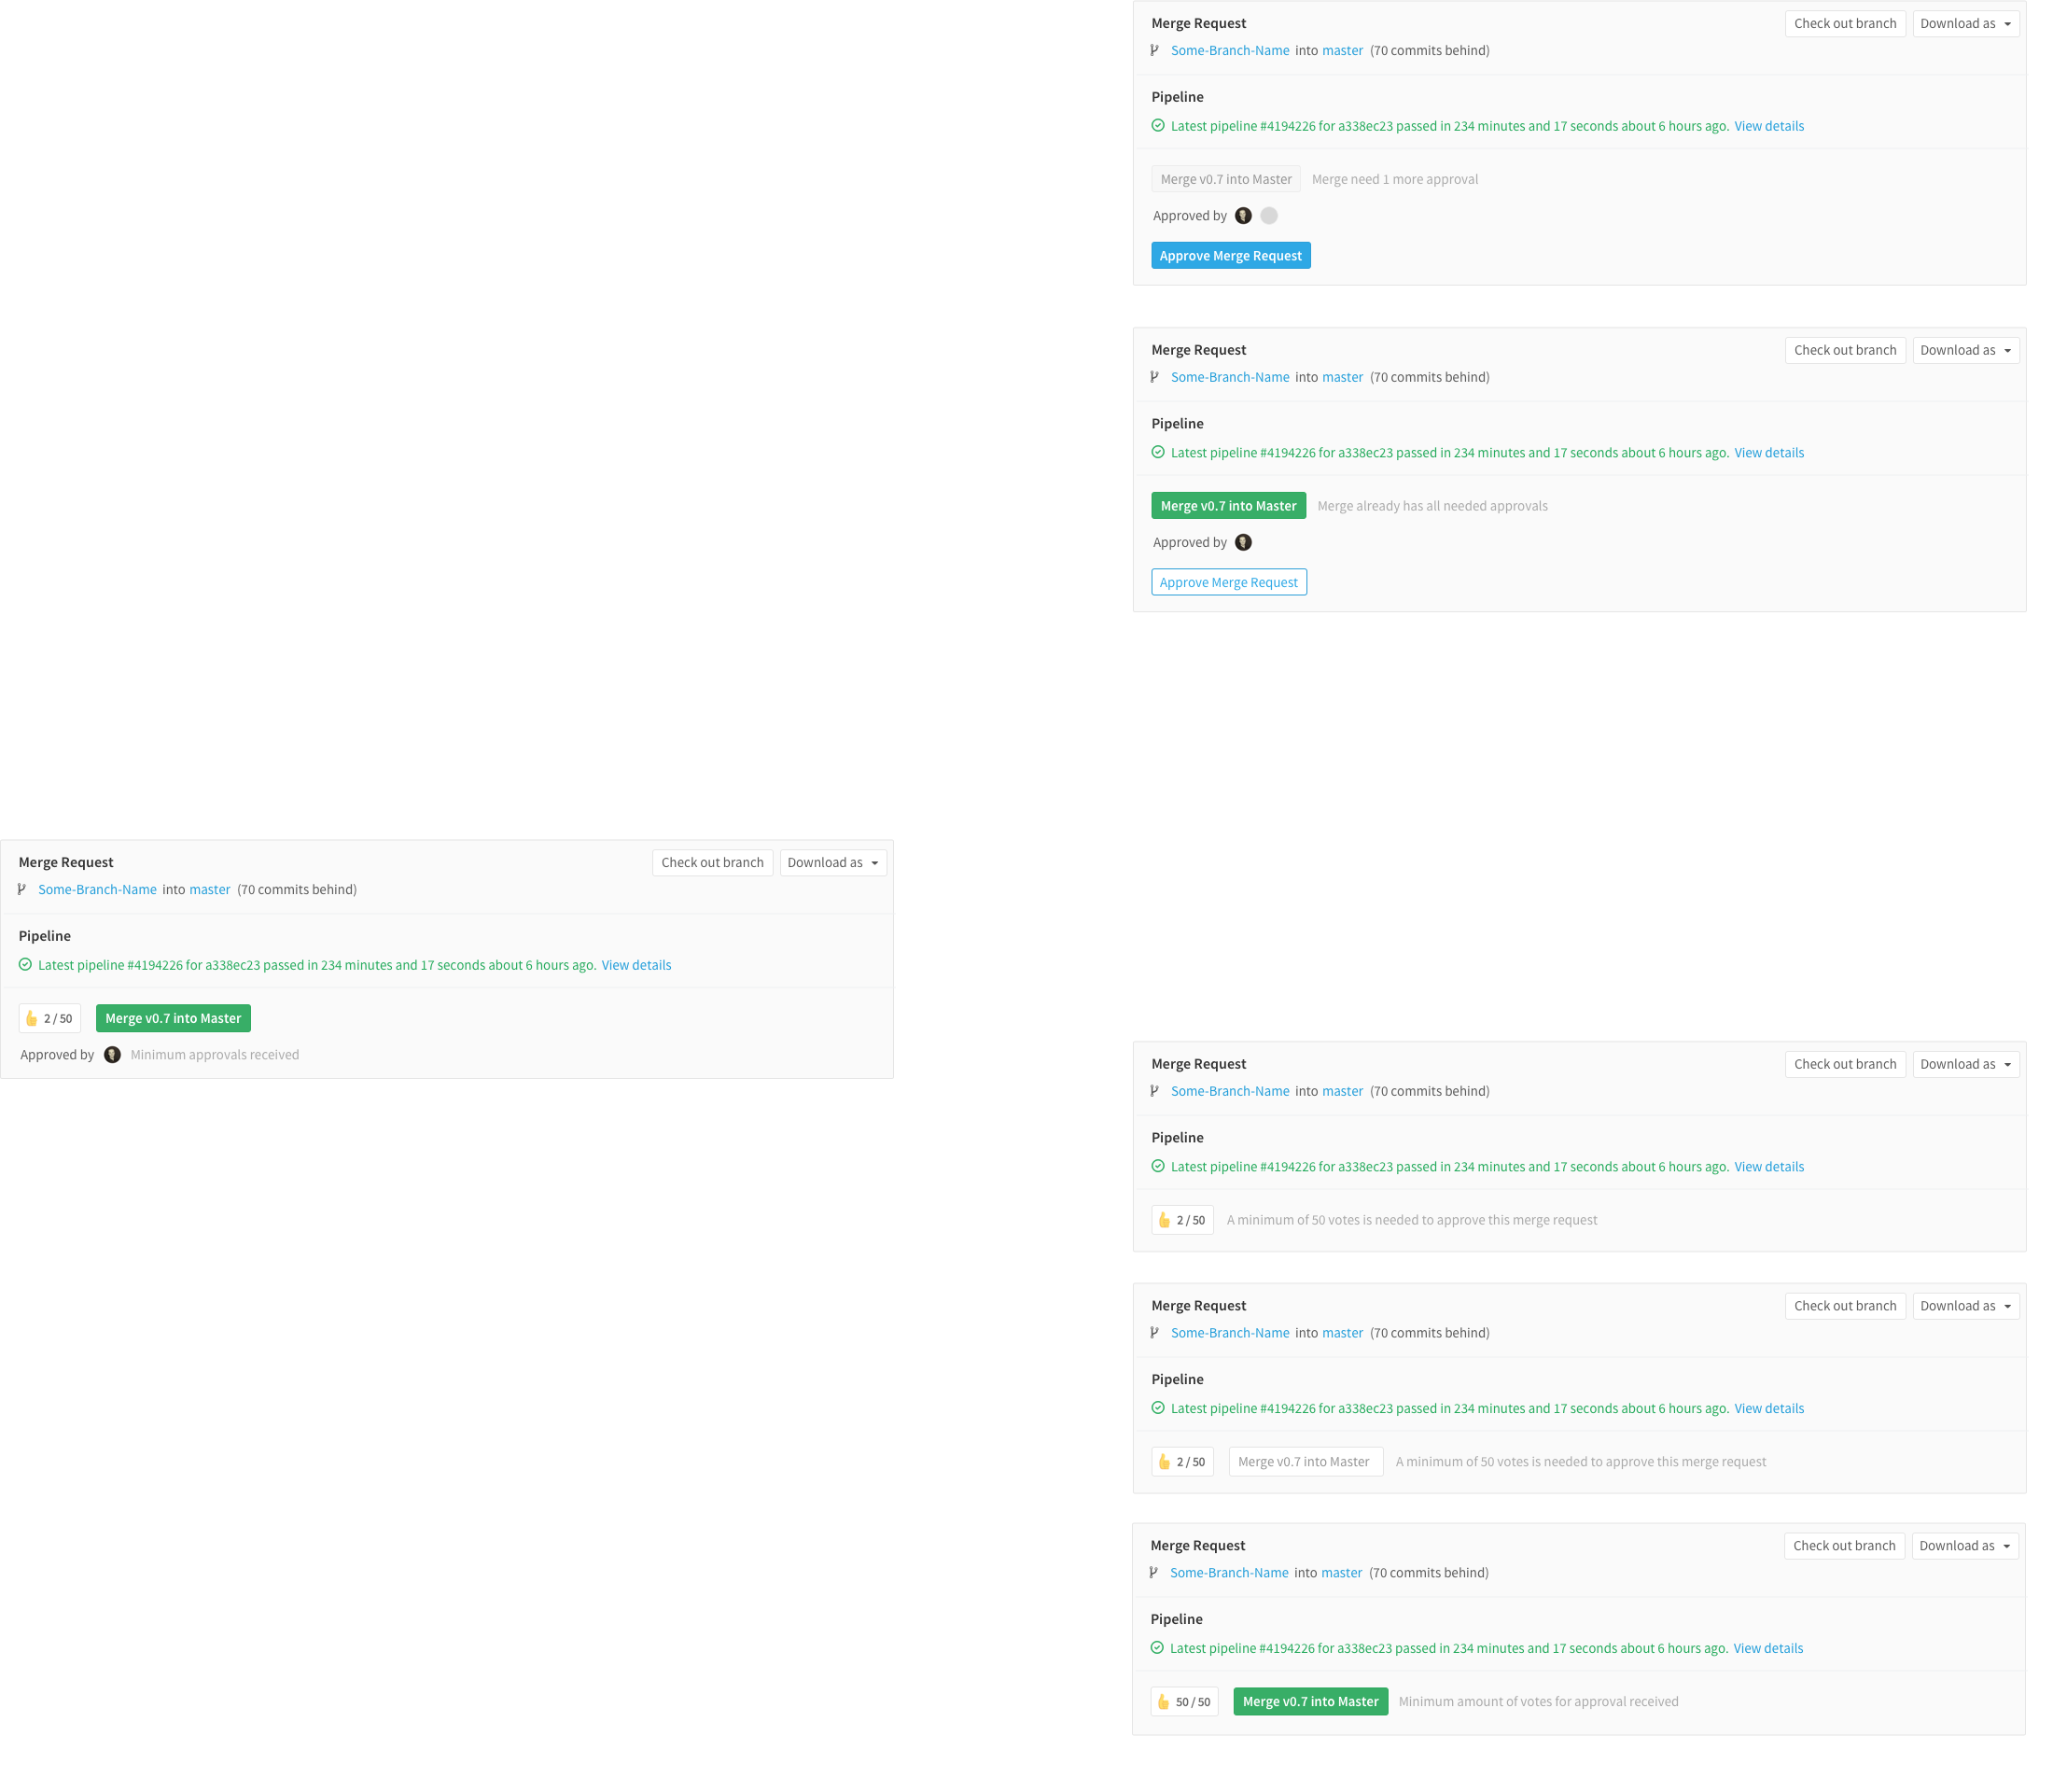 Merge Request
Check out branch
Download as
Some-Branch-Name into master (70 commits behind)
Pipeline
Latest pipeline #4194226 for a338ec23 passed in 234 minutes and 17 seconds about 6 hours ago. View details
Merge v0.7 into Master
Merge need 1 more approval
Approved by
Approve Merge Request
Merge Request
Check out branch
Download as
Some-Branch-Name into master (70 commits behind)
Pipeline
Latest pipeline #4194226 for a338ec23 passed in 234 minutes and 17 seconds about 6 hours ago. View details
Merge v0.7 into Master
Merge already has all needed approvals
Approved by
Approve Merge Request
Merge Request
Check out branch
Download as
Some-Branch-Name into master (70 commits behind)
Pipeline
Latest pipeline #4194226 for a338ec23 passed in 234 minutes and 17 seconds about 6 hours ago. View details
2 / 50
Merge v0.7 into Master
Approved by
Minimum approvals received
Merge Request
Check out branch
Download as
Some-Branch-Name into master (70 commits behind)
Pipeline
Latest pipeline #4194226 for a338ec23 passed in 234 minutes and 17 seconds about 6 hours ago. View details
2 / 50
A minimum of 50 votes is needed to approve this merge request
Merge Request
Check out branch
Download as
Some-Branch-Name into master (70 commits behind)
Pipeline
Latest pipeline #4194226 for a338ec23 passed in 234 minutes and 17 seconds about 6 hours ago. View details
2 / 50
Merge v0.7 into Master
A minimum of 50 votes is needed to approve this merge request
Merge Request
Check out branch
Download as
Some-Branch-Name into master (70 commits behind)
Pipeline
Latest pipeline #4194226 for a338ec23 passed in 234 minutes and 17 seconds about 6 hours ago. View details
50 / 50
Merge v0.7 into Master
Minimum amount of votes for approval received